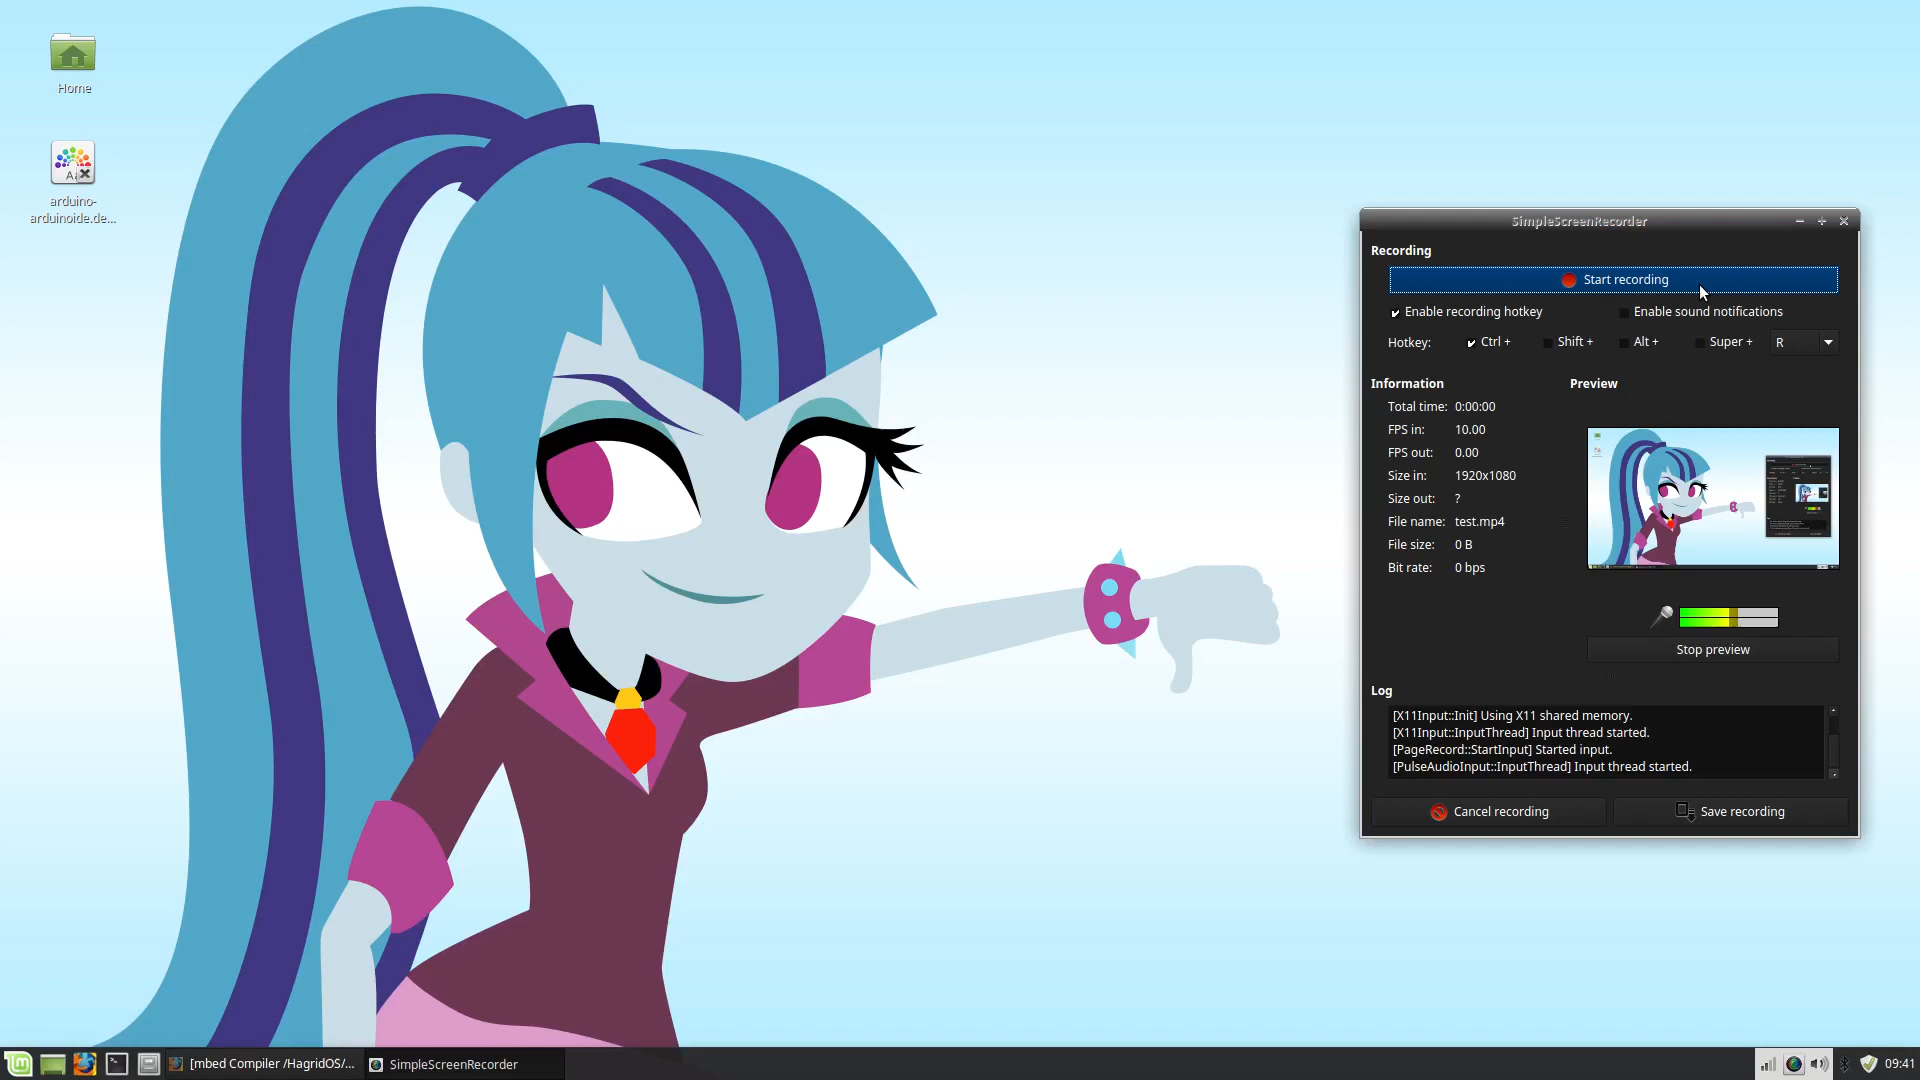 Home
arduino-
arduinoide.de...
SimpleScreenRecorder
Recording
Start recording
Enable recording hotkey
Enable sound notifications
Hotkey:
Ctrl +
Shift +
Alt +
Super +
R
Information
Preview
Total time: 0:00:00
FPS in: 10.00
FPS out: 0.00
Size in: 1920x1080
Size out: ?
File name: test.mp4
File size: 0 B
Bit rate: 0 bps
Stop preview
Log
[X11Input::Init] Using X11 shared memory.
[X11Input::InputThread] Input thread started.
[PageRecord::StartInput] Started input.
[PulseAudioInput::InputThread] Input thread started.
Cancel recording
Save recording
[mbed Compiler /HagridOS/...
SimpleScreenRecorder
09:41